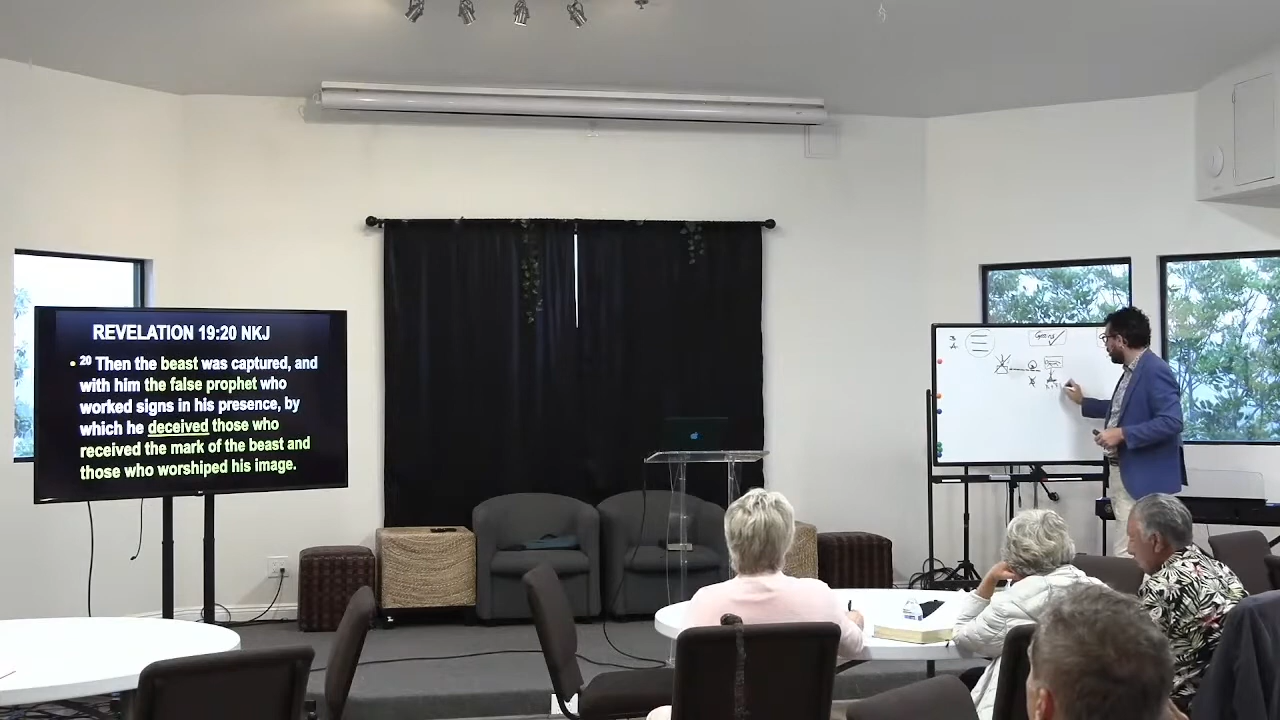 REVELATION 19:20 NKJ
• 20 Then the beast was captured, and
with him the false prophet who
worked signs in his presence, by
which he deceived those who
received the mark of the beast and
those who worshiped his image.